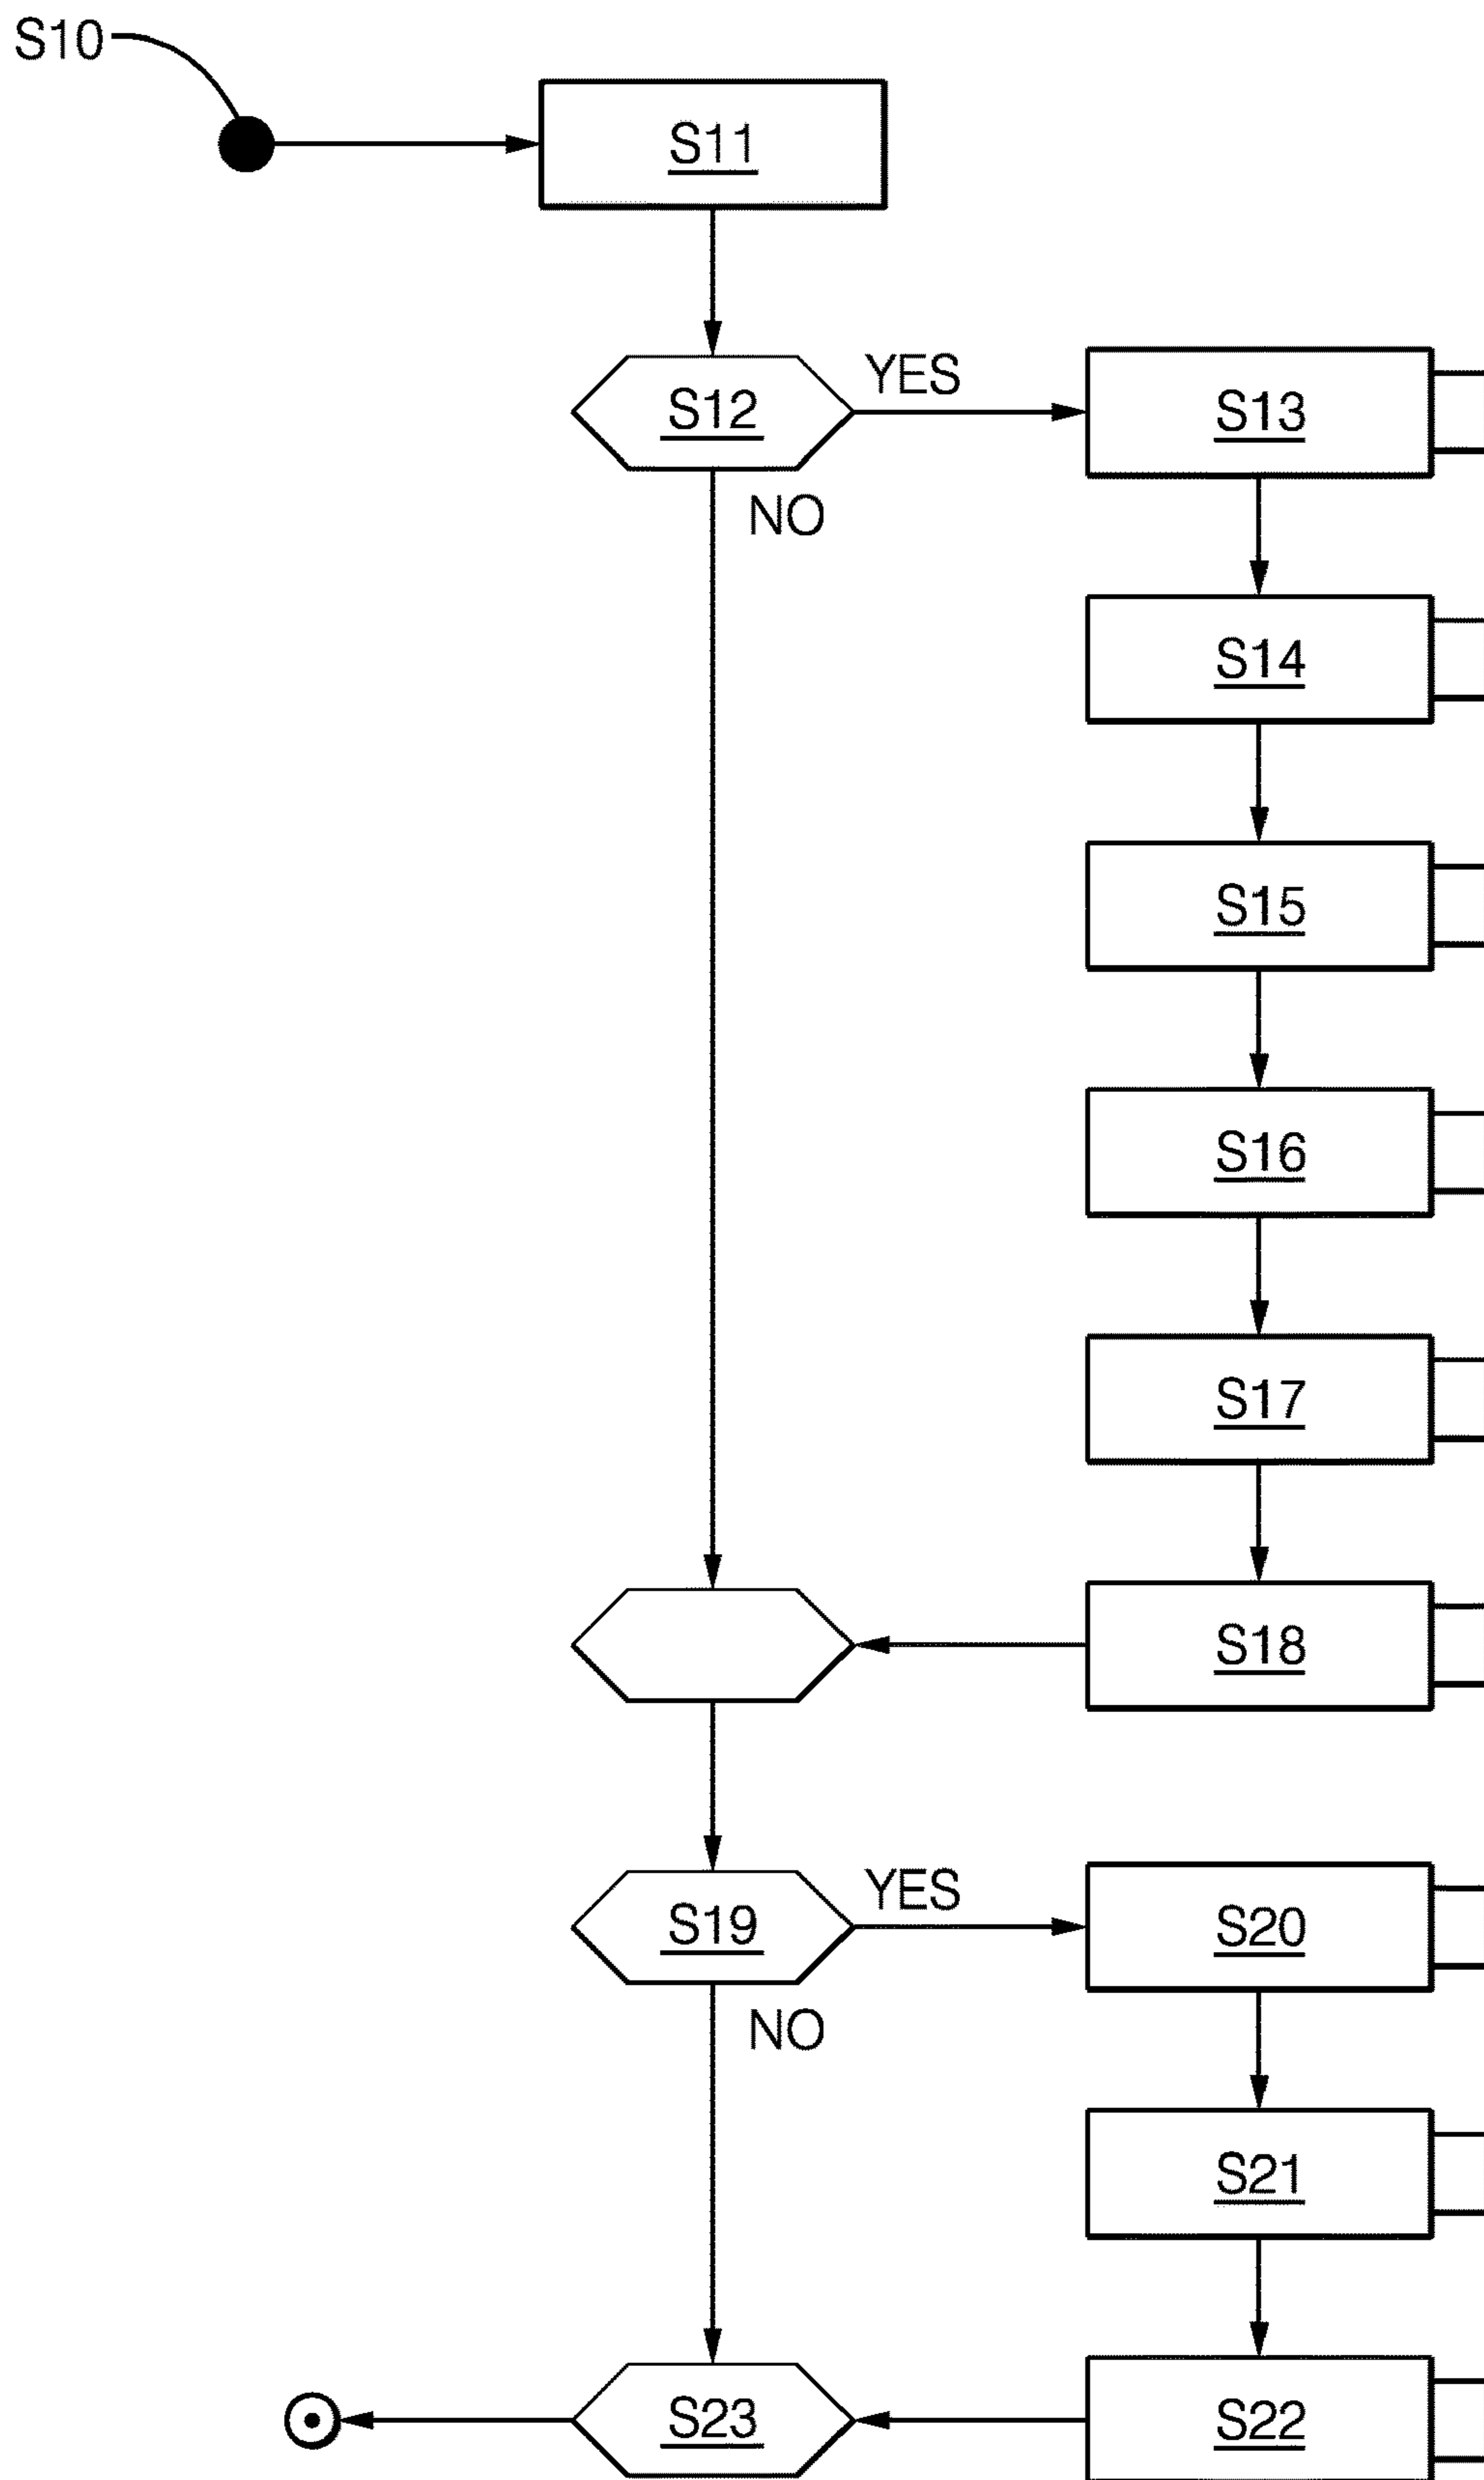 S10
S11
S12
YES
S13
NO
S14
S15
S16
S17
S18
S19
YES
S20
NO
S21
S23
S22